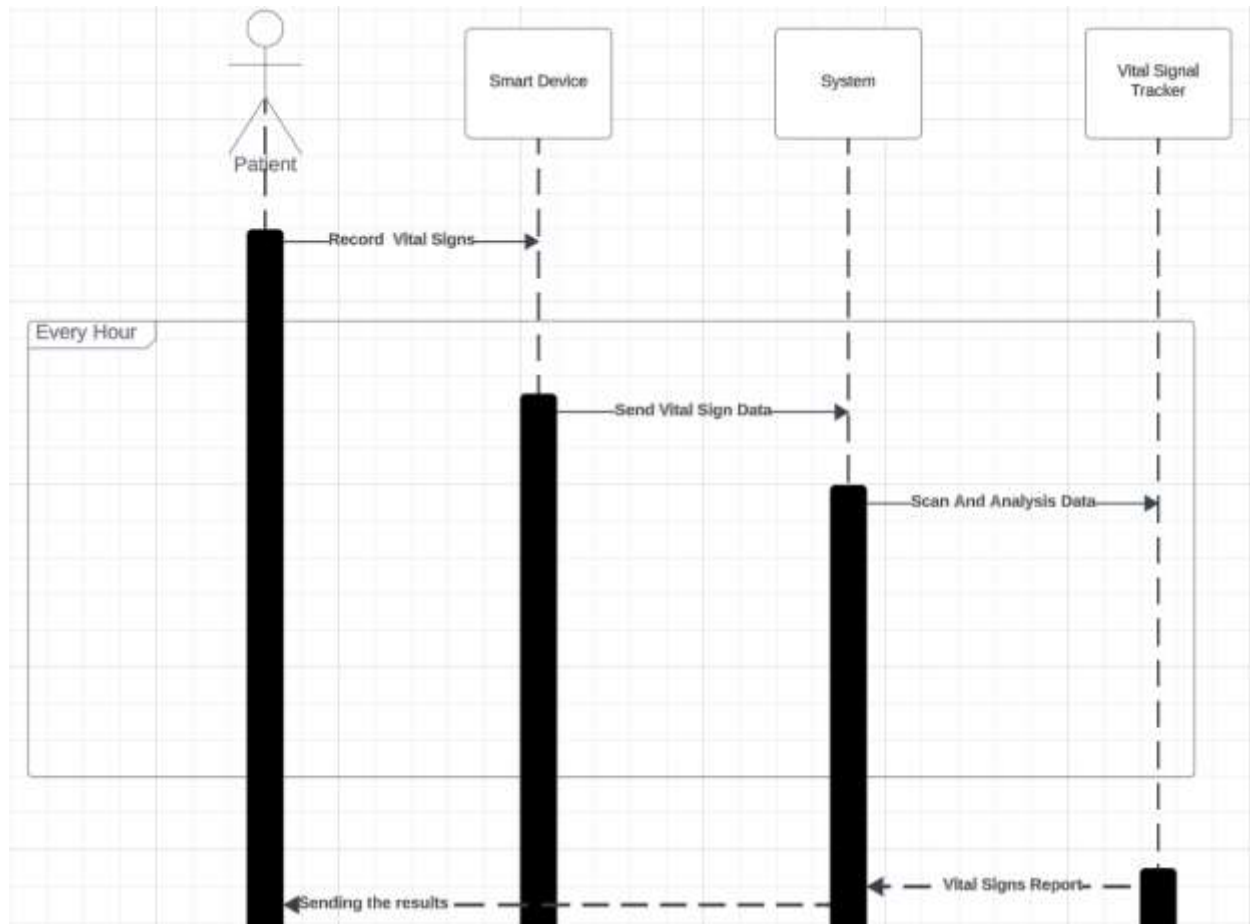 Smart Device
System
Vital Signal
Tracker
Patient
Record Vital Signs
Every Hour
Send Vital Sign Data
Scan And Analysis Data
Vital Signs Report
Sending the results